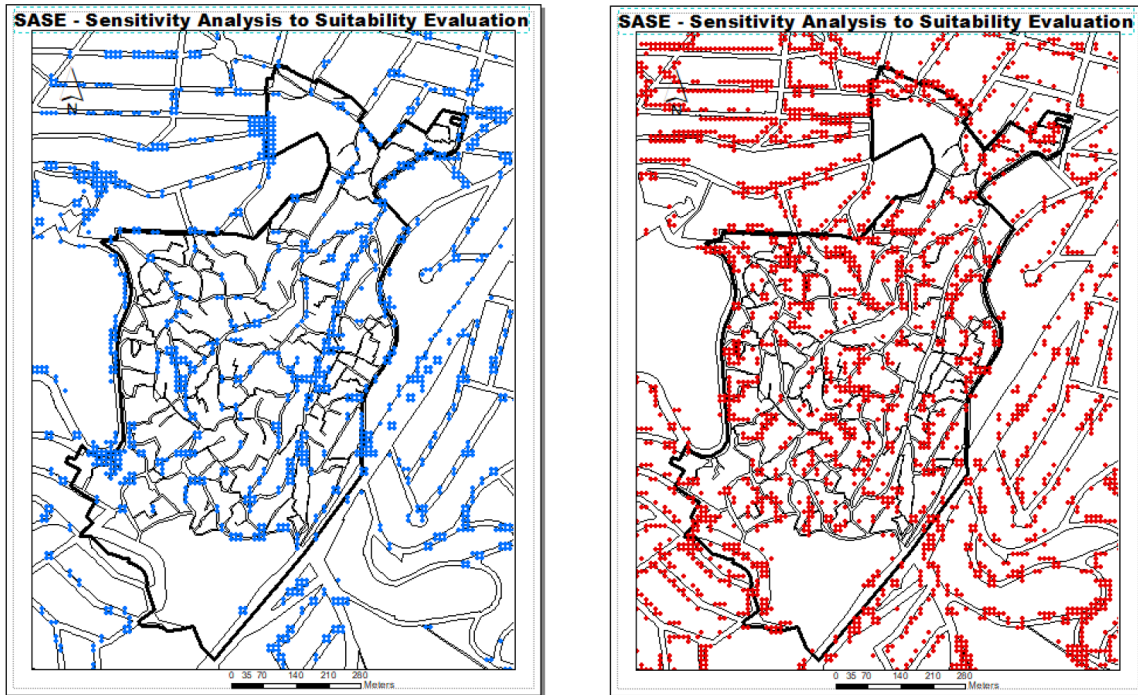 SASE - Sensitivity Analysis to Suitability Evaluation
N
0 35 70 140 210 280
Meters
SASE - Sensitivity Analysis to Suitability Evaluation
N
0 35 70 140 210 280
Meters